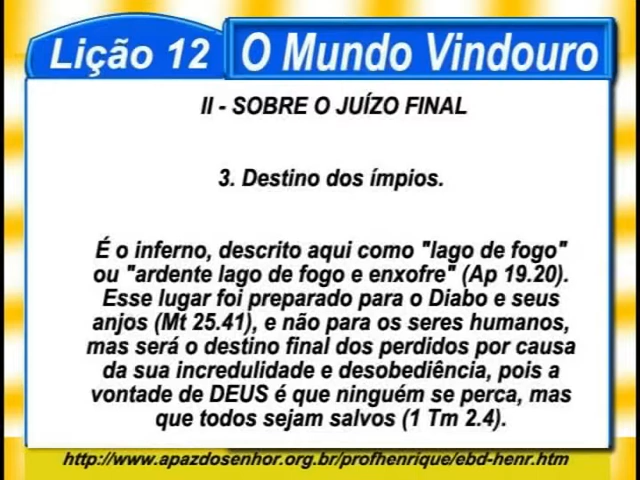 Lição 12
O Mundo Vindouro
II - SOBRE O JUÍZO FINAL
3. Destino dos ímpios.
É o inferno, descrito aqui como "lago de fogo"
ou "ardente lago de fogo e enxofre" (Ap 19.20).
Esse lugar foi preparado para o Diabo e seus
anjos (Mt 25.41), e não para os seres humanos,
mas será o destino final dos perdidos por causa
da sua incredulidade e desobediência, pois a
vontade de DEUS é que ninguém se perca, mas
que todos sejam salvos (1 Tm 2.4).
http://www.apazdosenhor.org.br/profhenrique/ebd-henr.htm